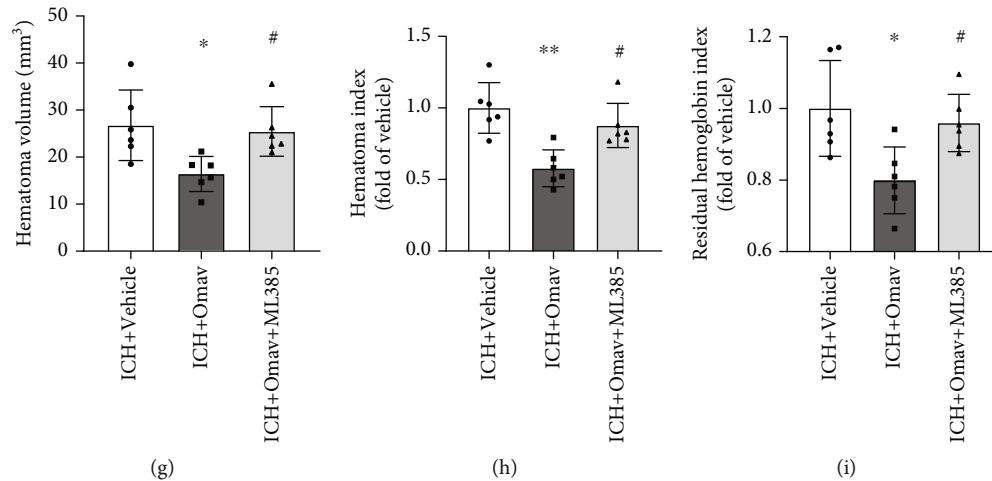 Hematoma volume (mm³)
50
40
30
20
10
0
*
#
ICH+Vehicle
ICH+Omav
ICH+Omav+ML385
(g)
Hematoma index
(fold of vehicle)
1.5
1.0
0.5
0.0
**
#
ICH+Vehicle
ICH+Omav
ICH+Omav+ML385
(h)
Residual hemoglobin index
(fold of vehicle)
1.2
1.0
0.8
0.6
*
#
ICH+Vehicle
ICH+Omav
ICH+Omav+ML385
(i)